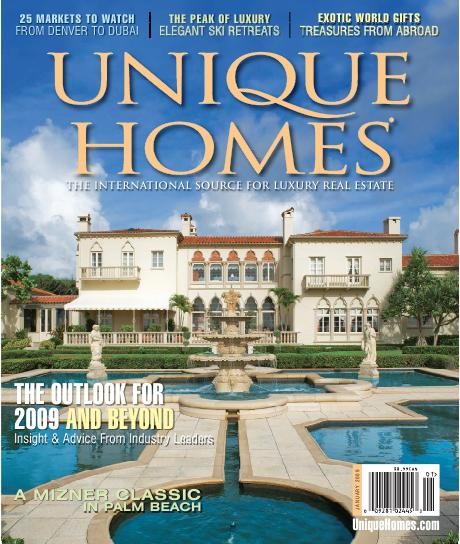 25 MARKETS TO WATCH
FROM DENVER TO DUBAI
THE PEAK OF LUXURY
ELEGANT SKI RETREATS
EXOTIC WORLD GIFTS
TREASURES FROM ABROAD
UNIQUE
HOMES®
THE INTERNATIONAL SOURCE FOR LUXURY REAL ESTATE
THE OUTLOOK FOR
2009 AND BEYOND
Insight & Advice From Industry Leaders
A MIZNER CLASSIC
IN PALM BEACH
JANUARY 2009
UniqueHomes.com